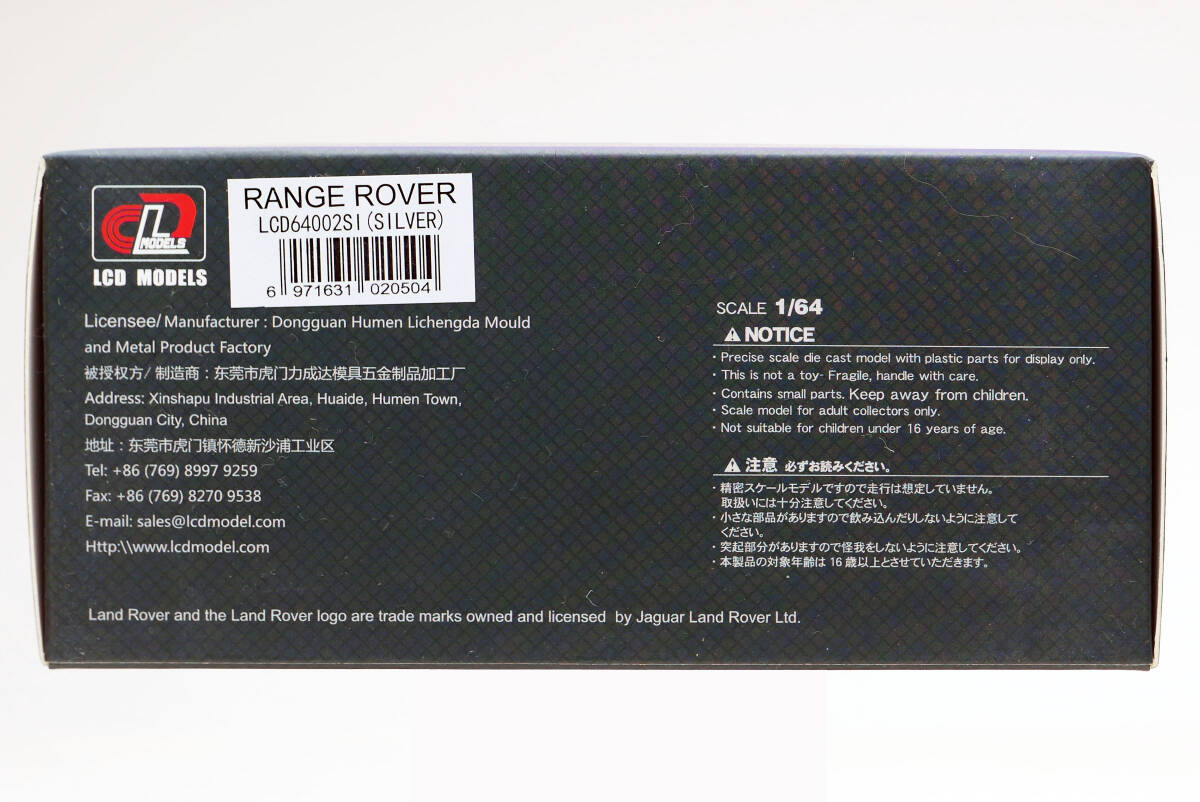 LCD
MODELS
LCD MODELS
RANGE ROVER
LCD64002SI(SILVER)
6 971631 020504
Licensee/ Manufacturer : Dongguan Humen Lichengda Mould
and Metal Product Factory
被授权方/ 制造商：东莞市虎门力成达模具五金制品加工厂
Address: Xinshapu Industrial Area, Huaide, Humen Town,
Dongguan City, China
地址：东莞市虎门镇怀德新沙浦工业区
Tel: +86 (769) 8997 9259
Fax: +86 (769) 8270 9538
E-mail: sales@lcdmodel.com
Http:\\www.lcdmodel.com
SCALE 1/64
NOTICE
・Precise scale die cast model with plastic parts for display only.
・This is not a toy- Fragile, handle with care.
・Contains small parts. Keep away from children.
・Scale model for adult collectors only.
・Not suitable for children under 16 years of age.
注意 必ずお読みください。
・精密スケールモデルですので走行は想定していません。
取扱いには十分注意してください。
・小さな部品がありますので飲み込んだりしないように注意して
ください。
・突起部分がありますので怪我をしないように注意してください。
・本製品の対象年齢は 16 歳以上とさせていただきます。
Land Rover and the Land Rover logo are trade marks owned and licensed by Jaguar Land Rover Ltd.